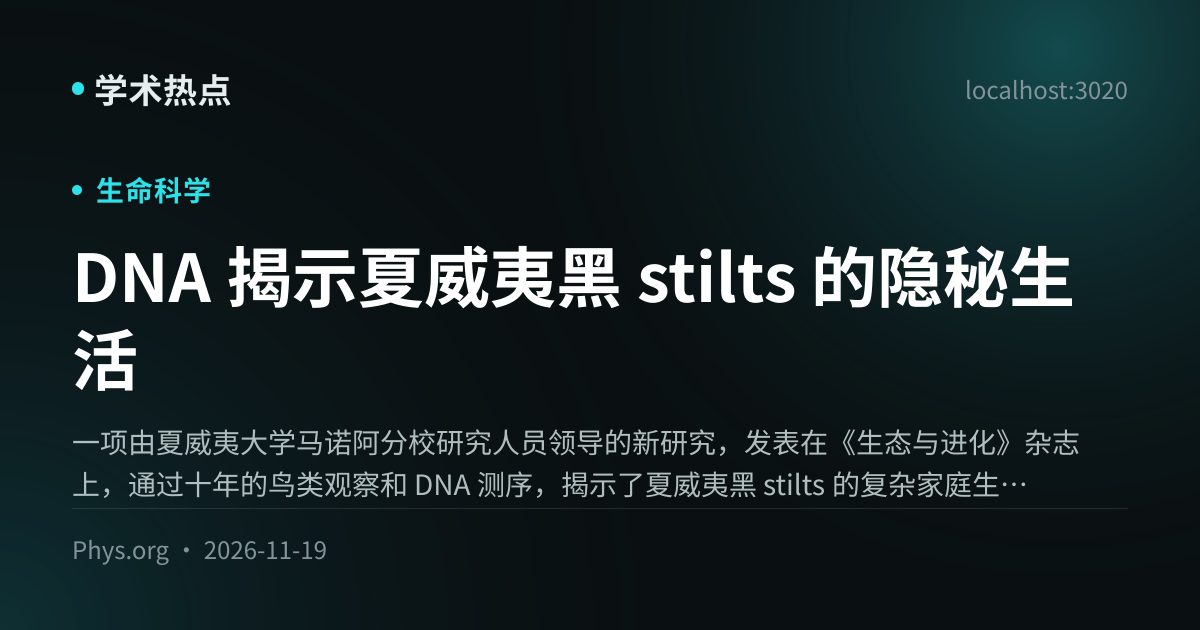 学术热点
localhost:3020
生命科学
DNA 揭示夏威夷黑 stilts 的隐秘生
活
一项由夏威夷大学马诺阿分校研究人员领导的新研究，发表在《生态与进化》杂志
上，通过十年的鸟类观察和 DNA 测序，揭示了夏威夷黑 stilts 的复杂家庭生…
Phys.org · 2026-11-19